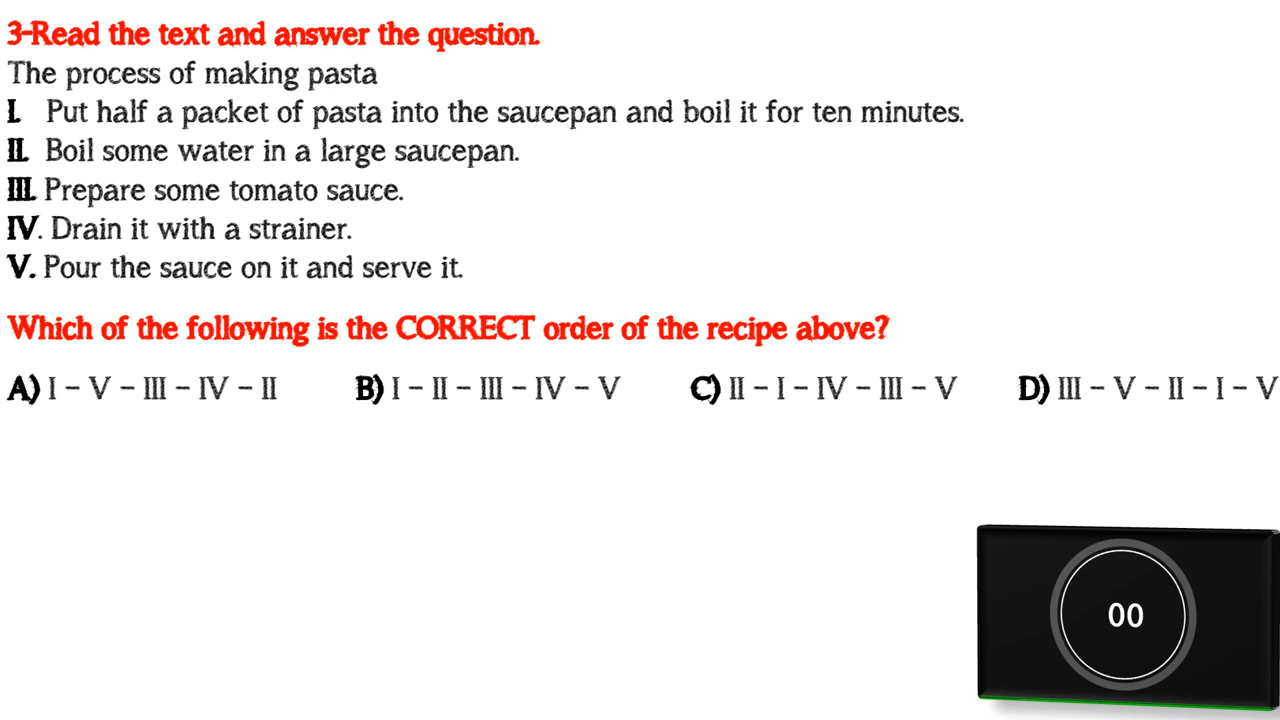 3-Read the text and answer the question.
The process of making pasta
I. Put half a packet of pasta into the saucepan and boil it for ten minutes.
II. Boil some water in a large saucepan.
III. Prepare some tomato sauce.
IV. Drain it with a strainer.
V. Pour the sauce on it and serve it.
Which of the following is the CORRECT order of the recipe above?
A) I – V – III – IV – II B) I – II – III – IV – V C) II – I – IV – III – V D) III – V – II – I – V
00